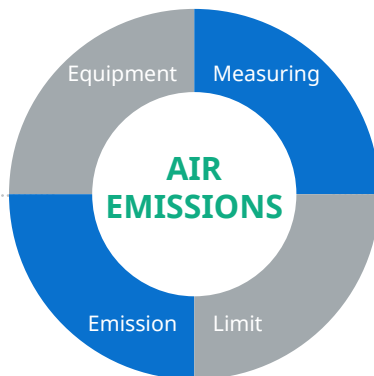 Equipment
Measuring
AIR
EMISSIONS
Emission
Limit